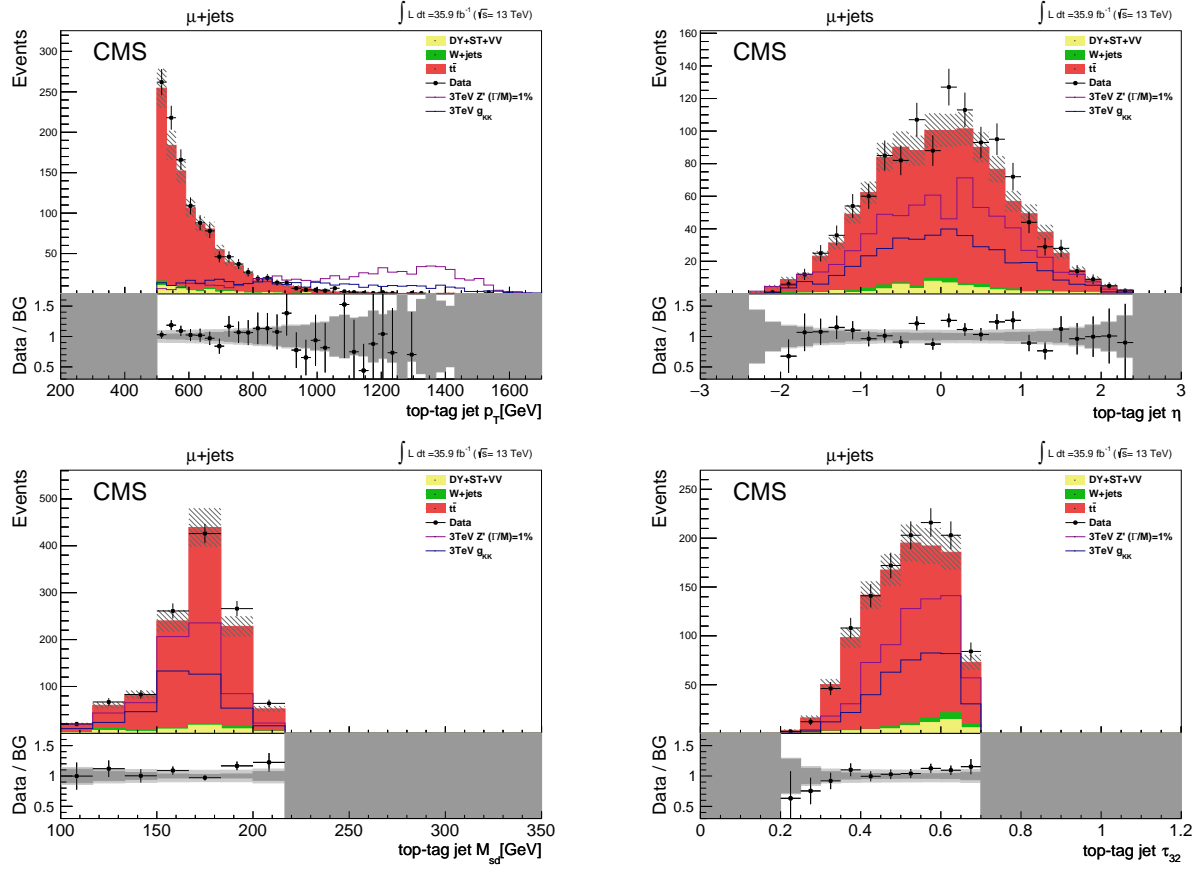 μ+jets
∫ L dt =35.9 fb⁻¹ (√s= 13 TeV)
Events
CMS
DY+ST+VV
W+jets
tt̄
Data
3TeV Z' (Γ/M)=1%
3TeV g_KK
300
250
200
150
100
50
Data / BG
1.5
1
0.5
200 400 600 800 1000 1200 1400 1600
top-tag jet p_T[GeV]
μ+jets
∫ L dt =35.9 fb⁻¹ (√s= 13 TeV)
Events
CMS
DY+ST+VV
W+jets
tt̄
Data
3TeV Z' (Γ/M)=1%
3TeV g_KK
160
140
120
100
80
60
40
20
Data / BG
1.5
1
0.5
−3 −2 −1 0 1 2 3
top-tag jet η
μ+jets
∫ L dt =35.9 fb⁻¹ (√s= 13 TeV)
Events
CMS
DY+ST+VV
W+jets
tt̄
Data
3TeV Z' (Γ/M)=1%
3TeV g_KK
500
400
300
200
100
Data / BG
1.5
1
0.5
100 150 200 250 300 350
top-tag jet M_sd[GeV]
μ+jets
∫ L dt =35.9 fb⁻¹ (√s= 13 TeV)
Events
CMS
DY+ST+VV
W+jets
tt̄
Data
3TeV Z' (Γ/M)=1%
3TeV g_KK
250
200
150
100
50
Data / BG
1.5
1
0.5
0 0.2 0.4 0.6 0.8 1 1.2
top-tag jet τ_32